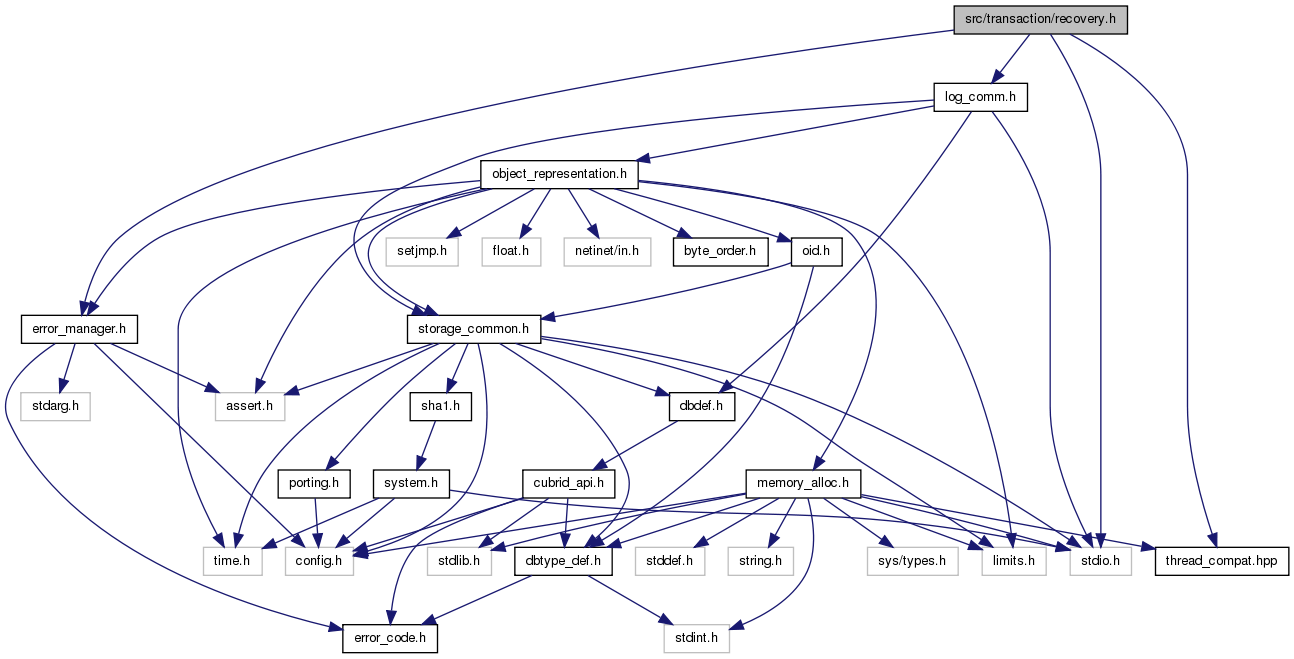 src/transaction/recovery.h
log_comm.h
object_representation.h
setjmp.h
float.h
netinet/in.h
byte_order.h
oid.h
error_manager.h
storage_common.h
stdarg.h
assert.h
sha1.h
dbdef.h
porting.h
system.h
cubrid_api.h
memory_alloc.h
time.h
config.h
stdlib.h
dbtype_def.h
stddef.h
string.h
sys/types.h
limits.h
stdio.h
thread_compat.hpp
error_code.h
stdint.h